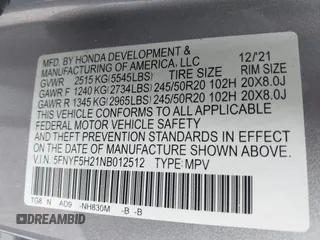 MFD. BY HONDA DEVELOPMENT & 12/'21
MANUFACTURING OF AMERICA, LLC
GVWR 2515 KG(5545LBS) TIRE SIZE RIM SIZE
GAWR F 1240 KG(2734LBS) 245/50R20 102H 20X8.0J
GAWR R 1345 KG(2965LBS) 245/50R20 102H 20X8.0J
THIS VEHICLE CONFORMS TO ALL APPLICABLE
FEDERAL MOTOR VEHICLE SAFETY, BUMPER,
AND THEFT PREVENTION STANDARDS IN EFFECT
ON THE DATE OF MANUFACTURE SHOWN ABOVE.
V.I.N: 5FNYF5H21NB012512 TYPE: MPV
TG8 N AD9 -NH830M -B -B
DREAMBID